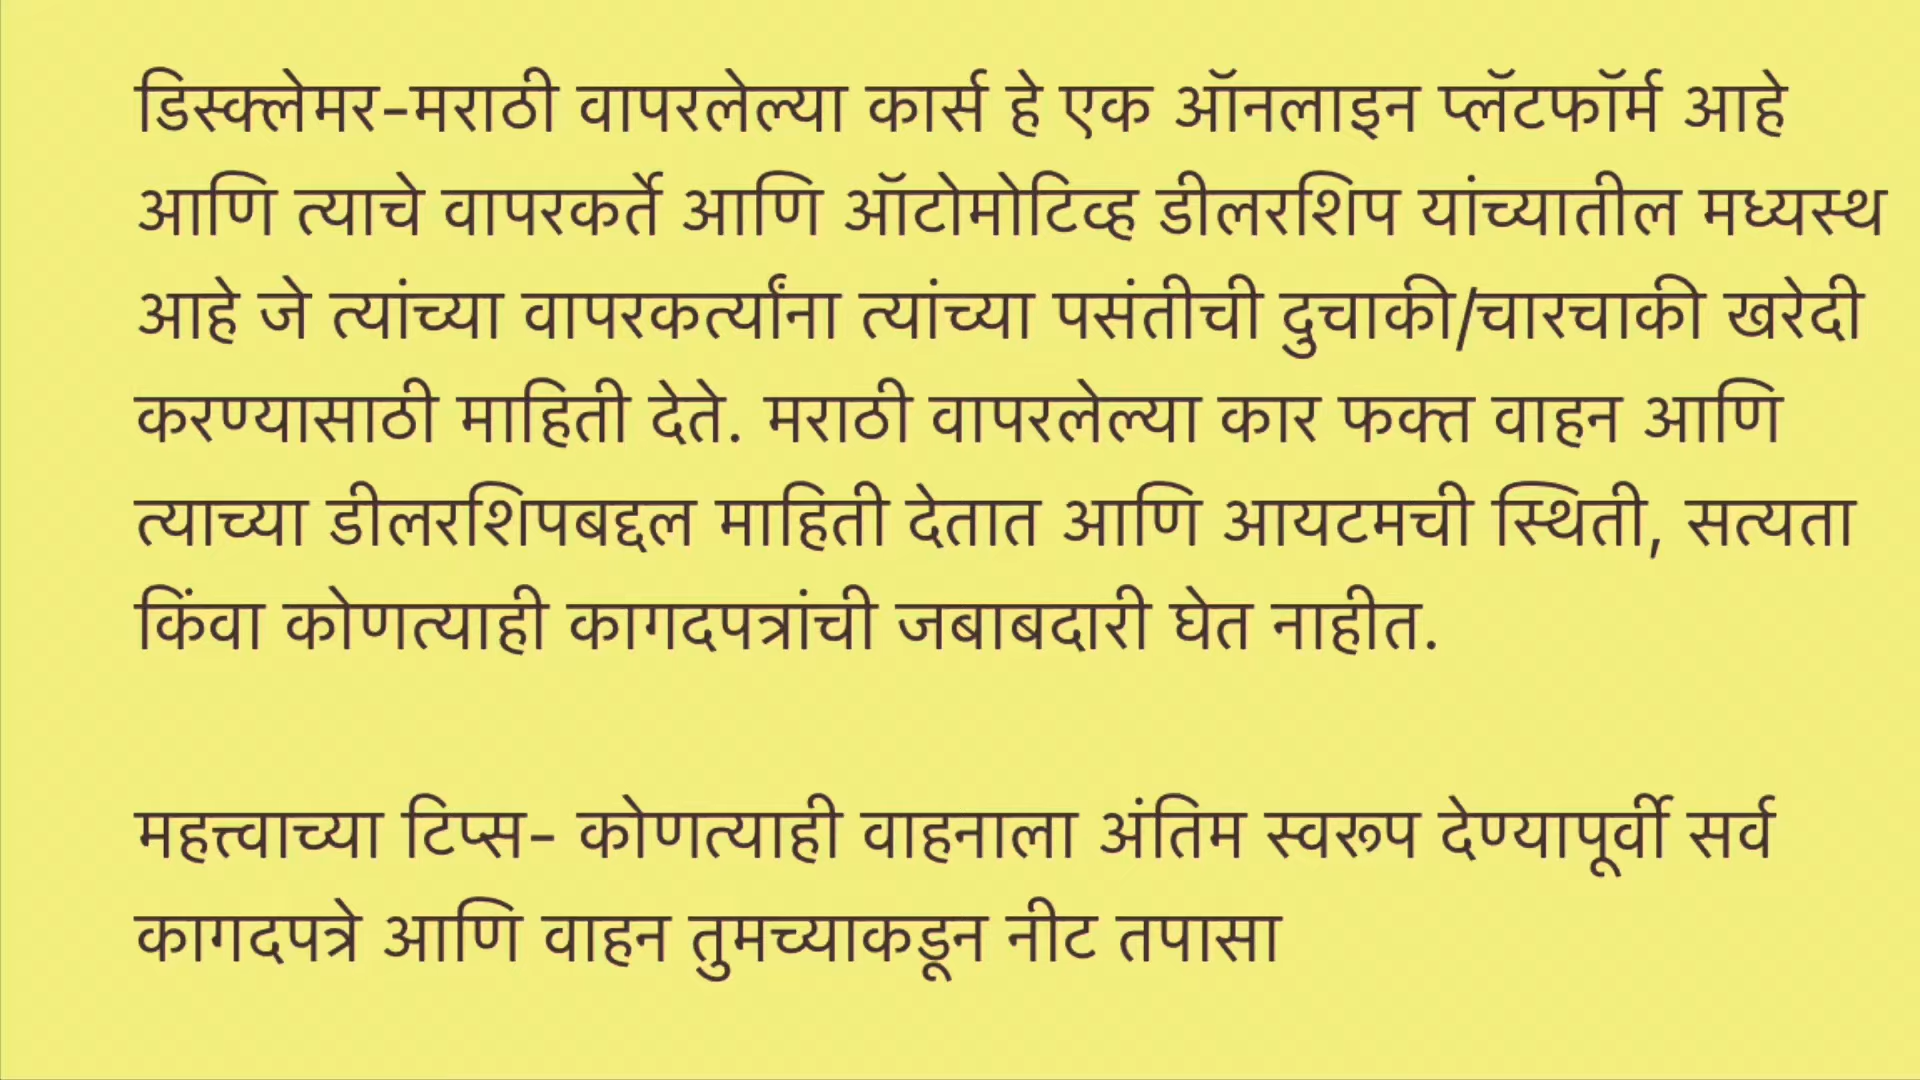 डिस्क्लेमर-मराठी वापरलेल्या कार्स हे एक ऑनलाइन प्लॅटफॉर्म आहे
आणि त्याचे वापरकर्ते आणि ऑटोमोटिव्ह डीलरशिप यांच्यातील मध्यस्थ
आहे जे त्यांच्या वापरकर्त्यांना त्यांच्या पसंतीची दुचाकी/चारचाकी खरेदी
करण्यासाठी माहिती देते. मराठी वापरलेल्या कार फक्त वाहन आणि
त्याच्या डीलरशिपबद्दल माहिती देतात आणि आयटमची स्थिती, सत्यता
किंवा कोणत्याही कागदपत्रांची जबाबदारी घेत नाहीत.
महत्त्वाच्या टिप्स- कोणत्याही वाहनाला अंतिम स्वरूप देण्यापूर्वी सर्व
कागदपत्रे आणि वाहन तुमच्याकडून नीट तपासा